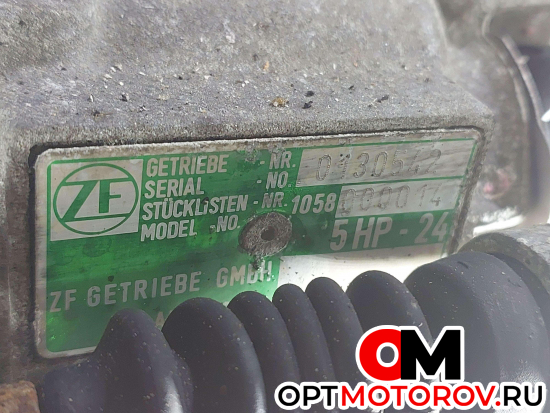 ZF
GETRIEBE - NR.
SERIAL - NO.
STÜCKLISTEN - NR. 1058 000014
MODEL - NO.
5 HP - 24
ZF GETRIEBE GMBH
OM
OPTMOTOROV.RU